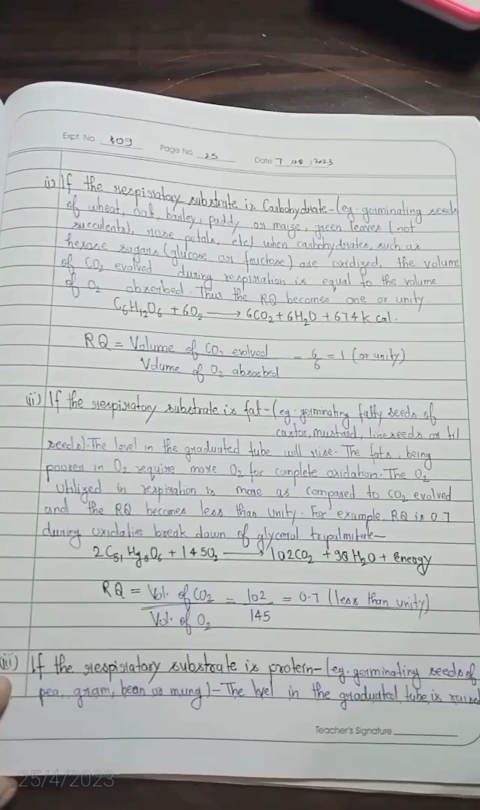 Expt. No. 309
Page No. 25
Date 7
2023
(i) If the respiratory substrate is Carbohydrate-(eg. germinating seeds
of wheat, oat, barley, paddy or maize, green leaves (not
succulents), rose petals, etc) when carbohydrates, such as
hexose sugars (glucose or fructose) are oxidized, the volume
of CO2 evolved during respiration is equal to the volume
of O2 absorbed. Thus the RQ becomes one or unity
C6H12O6 + 6O2 → 6CO2 + 6H2O + 674 k cal.
RQ = Volume of CO2 evolved = 6 = 1 (or unity)
Volume of O2 absorbed 6
(ii) If the respiratory substrate is fat-(eg. germinating fatty seeds of
castor, mustard, linseeds or til
seeds). The level in the graduated tube will rise. The fats, being
poorer in O2 require more O2 for complete oxidation. The O2
utilized in respiration is more as compared to CO2 evolved
and the RQ becomes less than unity. For example, RQ is 0.7
during oxidative break down of glycerol tripalmitate-
2C51H98O6 + 145O2 → 102CO2 + 98H2O + Energy
RQ = Vol. of CO2 = 102 = 0.7 (less than unity)
Vol. of O2 145
(iii) If the respiratory substrate is protein-(eg. germinating seeds of
pea, gram, bean or mung)-The level in the graduated tube is raised
Teacher's Signature
25/4/2023